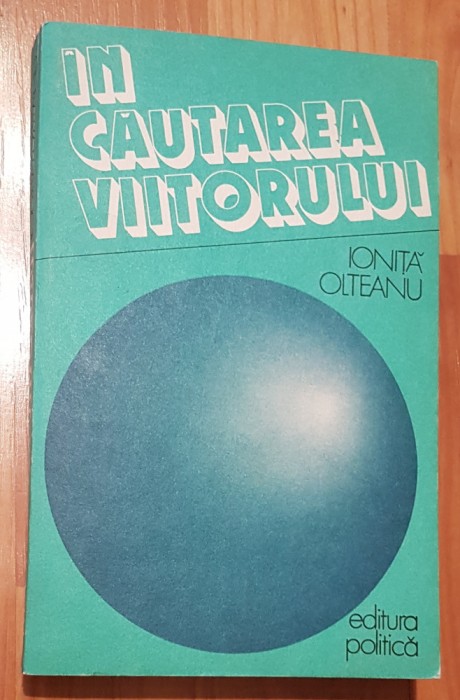 ÎN
CĂUTAREA
VIITORULUI
IONIȚĂ
OLTEANU
editura
politică